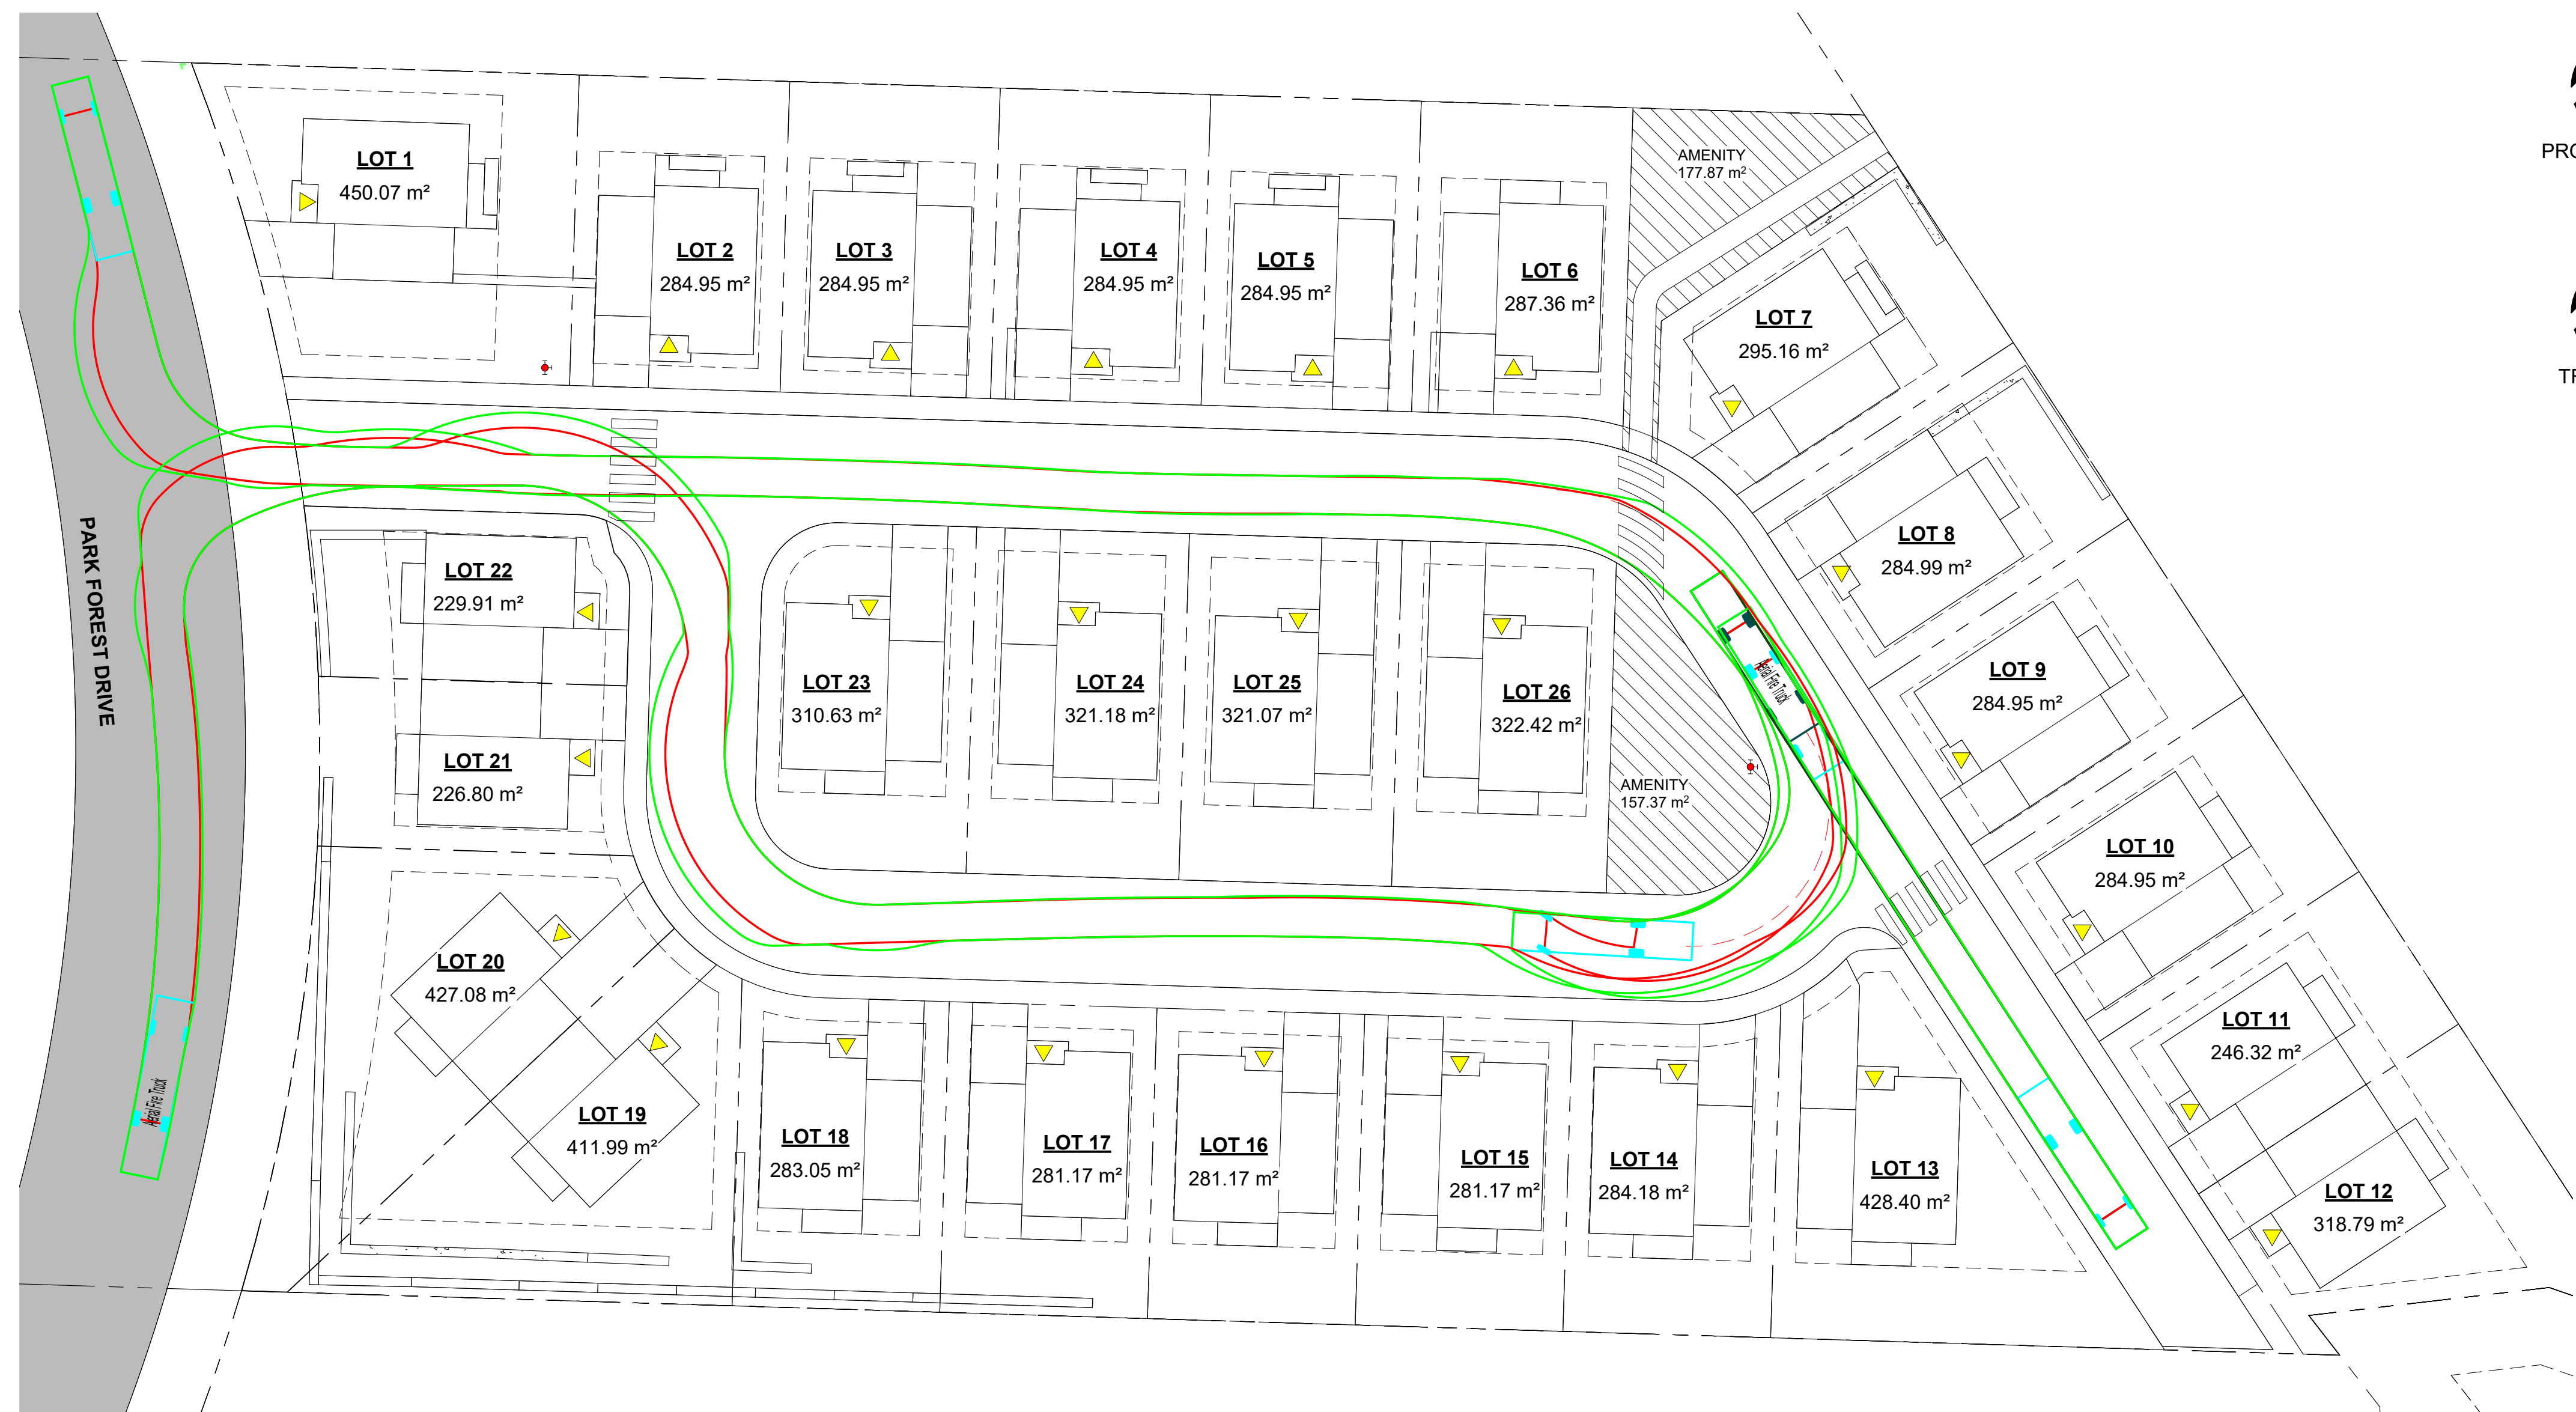 PRO
TR
PARK FOREST DRIVE
LOT 1
450.07 m²
LOT 2
284.95 m²
LOT 3
284.95 m²
LOT 4
284.95 m²
LOT 5
284.95 m²
LOT 6
287.36 m²
AMENITY
177.87 m²
LOT 7
295.16 m²
LOT 8
284.99 m²
LOT 9
284.95 m²
LOT 10
284.95 m²
LOT 11
246.32 m²
LOT 12
318.79 m²
LOT 22
229.91 m²
LOT 21
226.80 m²
LOT 23
310.63 m²
LOT 24
321.18 m²
LOT 25
321.07 m²
LOT 26
322.42 m²
AMENITY
157.37 m²
Aerial Fire Truck
LOT 20
427.08 m²
LOT 19
411.99 m²
LOT 18
283.05 m²
LOT 17
281.17 m²
LOT 16
281.17 m²
LOT 15
281.17 m²
LOT 14
284.18 m²
LOT 13
428.40 m²
Aerial Fire Truck